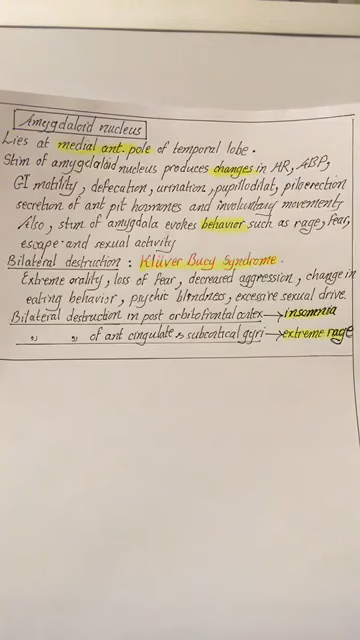 Amygdaloid nucleus
Lies at medial ant. pole of temporal lobe.
Stim of amygdaloid nucleus produces changes in HR, ABP,
GI motility, defecution, urination, pupillodilat, piloerection
secretion of ant pit hormones and involuntary movements
Also, stim of amygdala evokes behavior such as rage, fear,
escape and sexual activity
Bilateral destruction: Klüver Bucy Syndrome.
Extreme orality, loss of fear, decreased aggression, change in
eating behavior, psychic blindness, excessive sexual drive.
Bilateral destruction in post orbitofrontal cortex → insomnia
,, ,, of ant cingulate & subcortical gyri → extreme rage